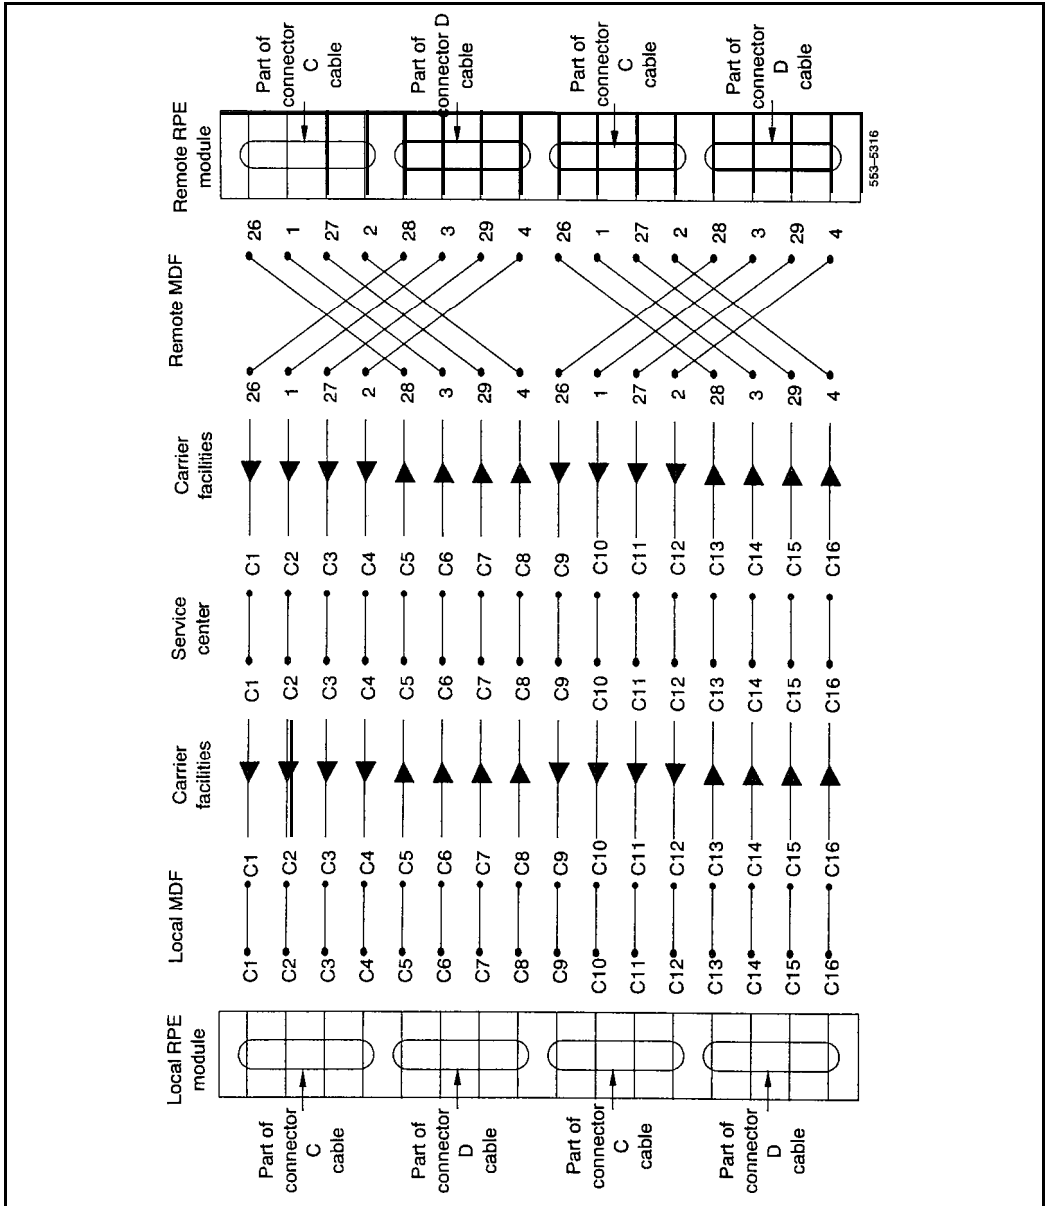 Local RPE module
Local MDF
Carrier facilities
Service center
Carrier facilities
Remote MDF
Remote RPE module
Part of connector C cable
C1 C1 C1 C1 26 26
C2 C2 C2 C2 1 1
C3 C3 C3 C3 27 27
C4 C4 C4 C4 2 2
Part of connector C cable
Part of connector D cable
C5 C5 C5 C5 28 28
C6 C6 C6 C6 3 3
C7 C7 C7 C7 29 29
C8 C8 C8 C8 4 4
Part of connector D cable
Part of connector C cable
C9 C9 C9 C9 26 26
C10 C10 C10 C10 1 1
C11 C11 C11 C11 27 27
C12 C12 C12 C12 2 2
Part of connector C cable
Part of connector D cable
C13 C13 C13 C13 28 28
C14 C14 C14 C14 3 3
C15 C15 C15 C15 29 29
C16 C16 C16 C16 4 4
Part of connector D cable
553–5316